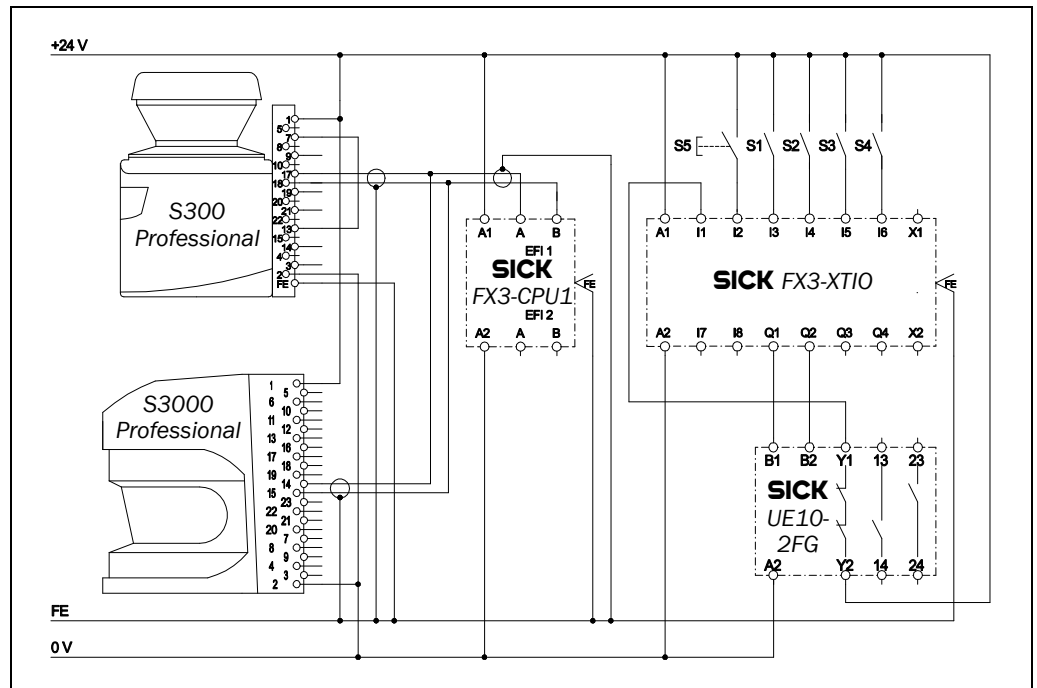 +24 V
1
5
7
8
9
10
17
18
19
20
21
22
13
15
14
4
3
2
FE
S300
Professional
S5
S1
S2
S3
S4
A1
A
B
EFI 1
SICK
FX3-CPU1
EFI 2
A2
A
B
FE
A1
I1
I2
I3
I4
I5
I6
X1
SICK FX3-XTIO
FE
A2
I7
I8
Q1
Q2
Q3
Q4
X2
S3000
Professional
1
5
6
10
11
12
13
16
17
18
19
14
15
23
22
21
20
7
8
9
4
3
2
B1
B2
Y1
13
23
SICK
UE10-
2FG
A2
Y2
14
24
FE
0 V